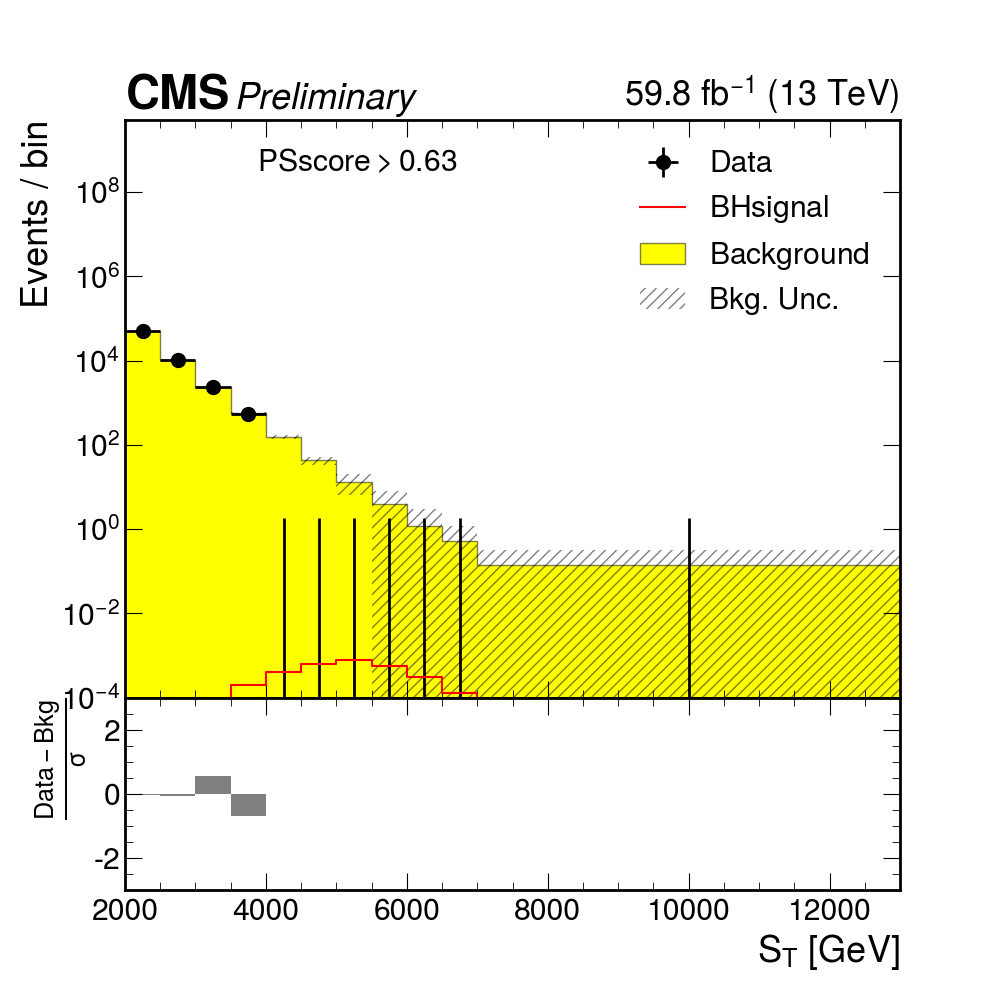 CMS Preliminary 59.8 fb⁻¹ (13 TeV)
Events / bin
PSscore > 0.63
Data
BHsignal
Background
Bkg. Unc.
10⁸
10⁶
10⁴
10²
10⁰
10⁻²
10⁻⁴
Data – Bkg
σ
2
0
-2
2000 4000 6000 8000 10000 12000
S_T [GeV]